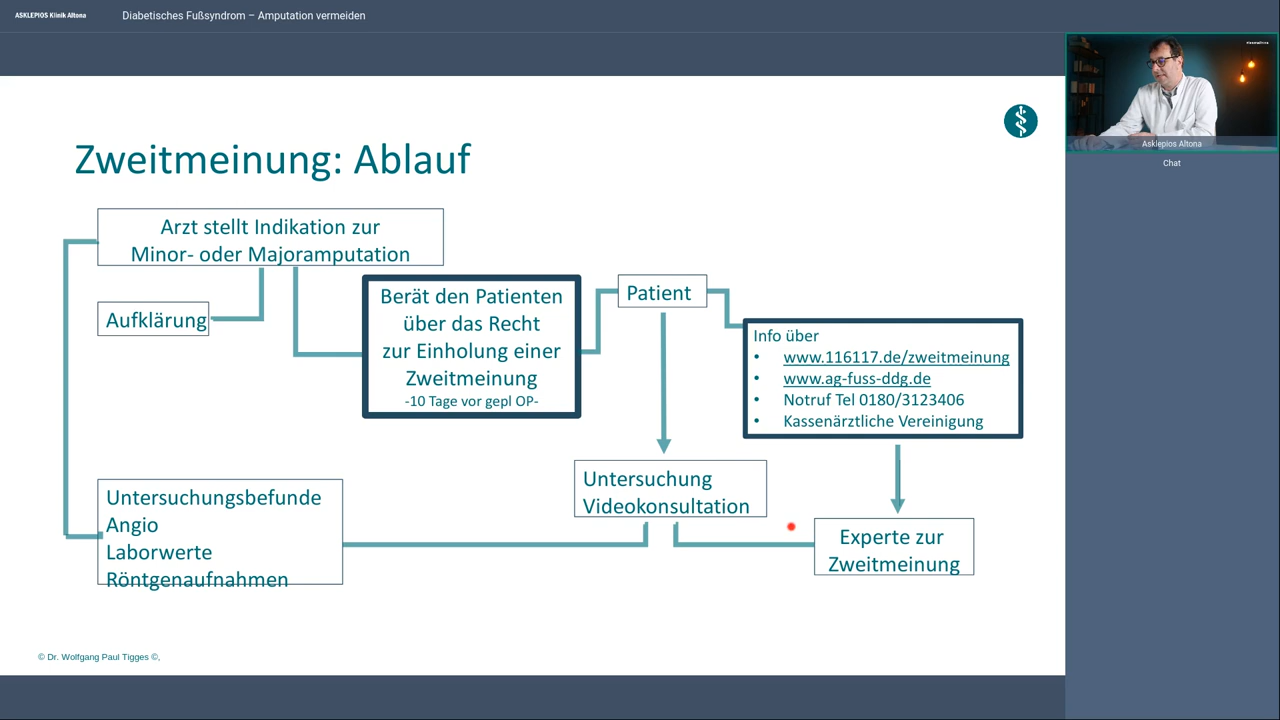 ASKLEPIOS Klinik Altona
Diabetisches Fußsyndrom – Amputation vermeiden
Asklepios Altona
Chat
Zweitmeinung: Ablauf
Arzt stellt Indikation zur
Minor- oder Majoramputation
Aufklärung
Berät den Patienten
über das Recht
zur Einholung einer
Zweitmeinung
-10 Tage vor gepl OP-
Patient
Info über
• www.116117.de/zweitmeinung
• www.ag-fuss-ddg.de
• Notruf Tel 0180/3123406
• Kassenärztliche Vereinigung
Untersuchung
Videokonsultation
Untersuchungsbefunde
Angio
Laborwerte
Röntgenaufnahmen
Experte zur
Zweitmeinung
© Dr. Wolfgang Paul Tigges ©,